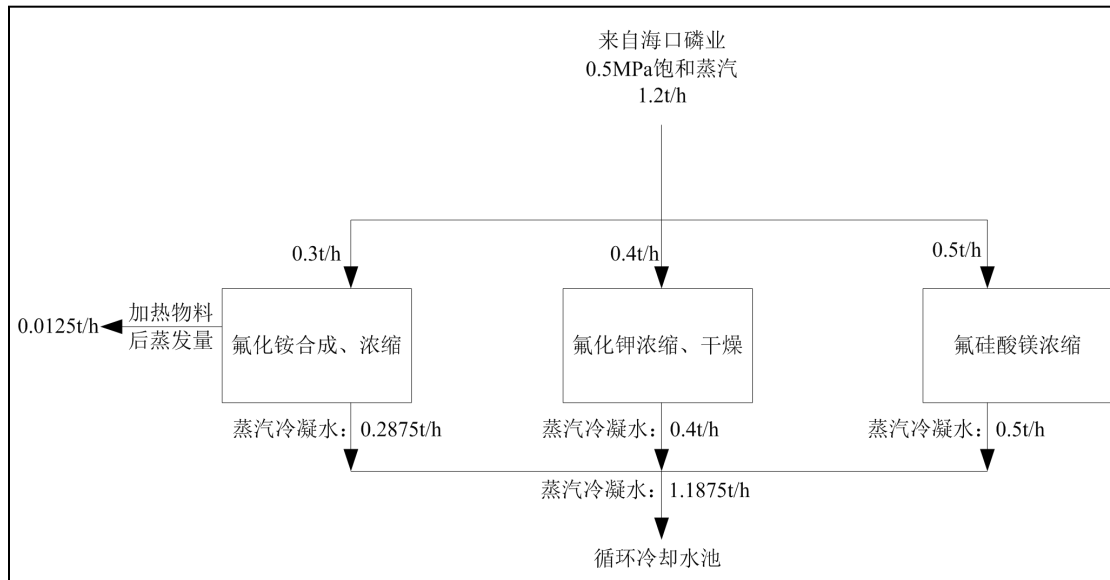 来自海口磷业
0.5MPa饱和蒸汽
1.2t/h
0.3t/h
0.4t/h
0.5t/h
0.0125t/h
加热物料
后蒸发量
氟化铵合成、浓缩
氟化钾浓缩、干燥
氟硅酸镁浓缩
蒸汽冷凝水：0.2875t/h
蒸汽冷凝水：0.4t/h
蒸汽冷凝水：0.5t/h
蒸汽冷凝水：1.1875t/h
循环冷却水池